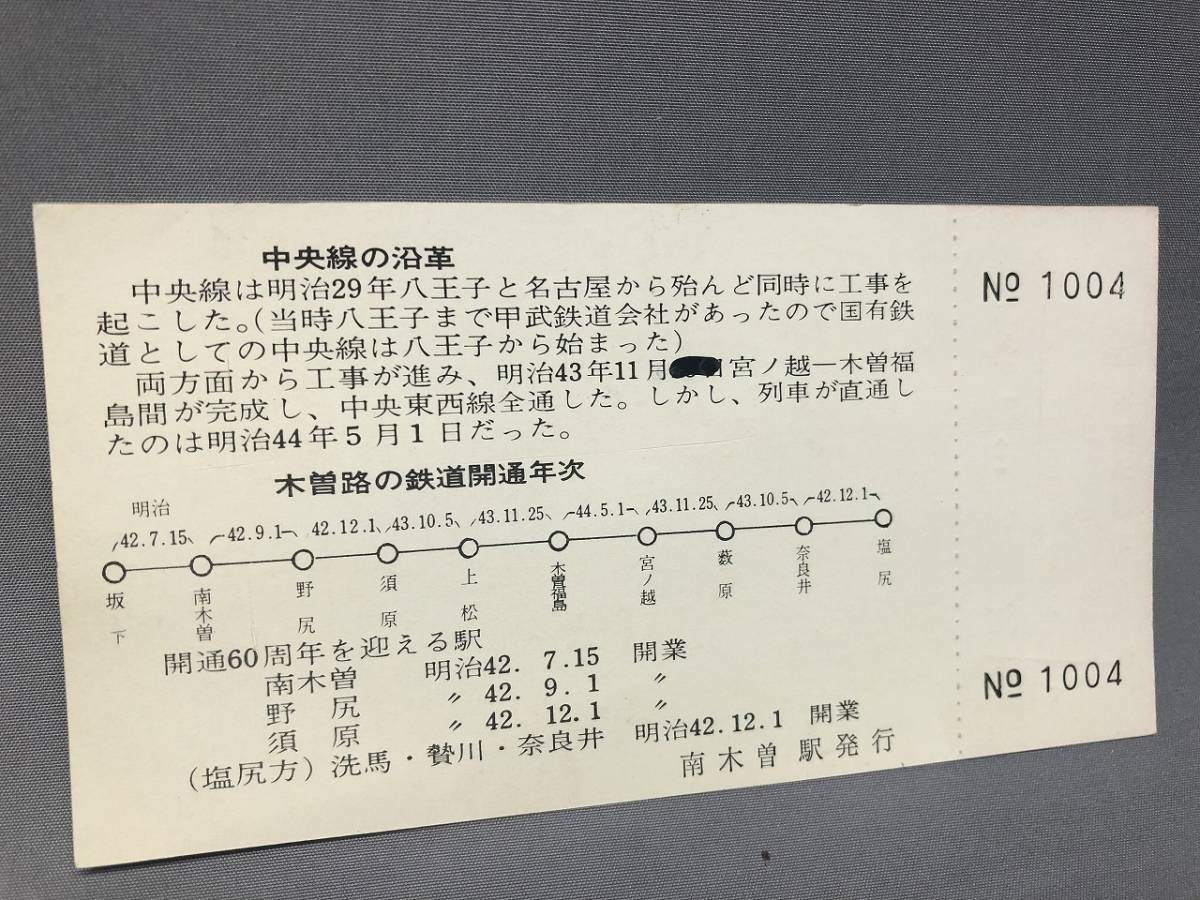 中央線の沿革
中央線は明治29年八王子と名古屋から殆んど同時に工事を
起こした。(当時八王子まで甲武鉄道会社があったので国有鉄
道としての中央線は八王子から始まった)
両方面から工事が進み、明治43年11月 日宮ノ越―木曽福
島間が完成し、中央東西線全通した。しかし、列車が直通し
たのは明治44年5月1日だった。
木曽路の鉄道開通年次
明治
42.7.15 42.9.1 42.12.1 43.10.5 43.11.25 44.5.1 43.11.25 43.10.5 42.12.1
坂下 南木曽 野尻 須原 上松 木曽福島 宮ノ越 薮原 奈良井 塩尻
開通60周年を迎える駅
南木曽 明治42. 7.15 開業
野尻 〃 42. 9. 1 〃
須原 〃 42. 12.1 〃
(塩尻方) 洗馬・贄川・奈良井 明治42.12.1 開業
南木曽駅発行
№ 1004
№ 1004